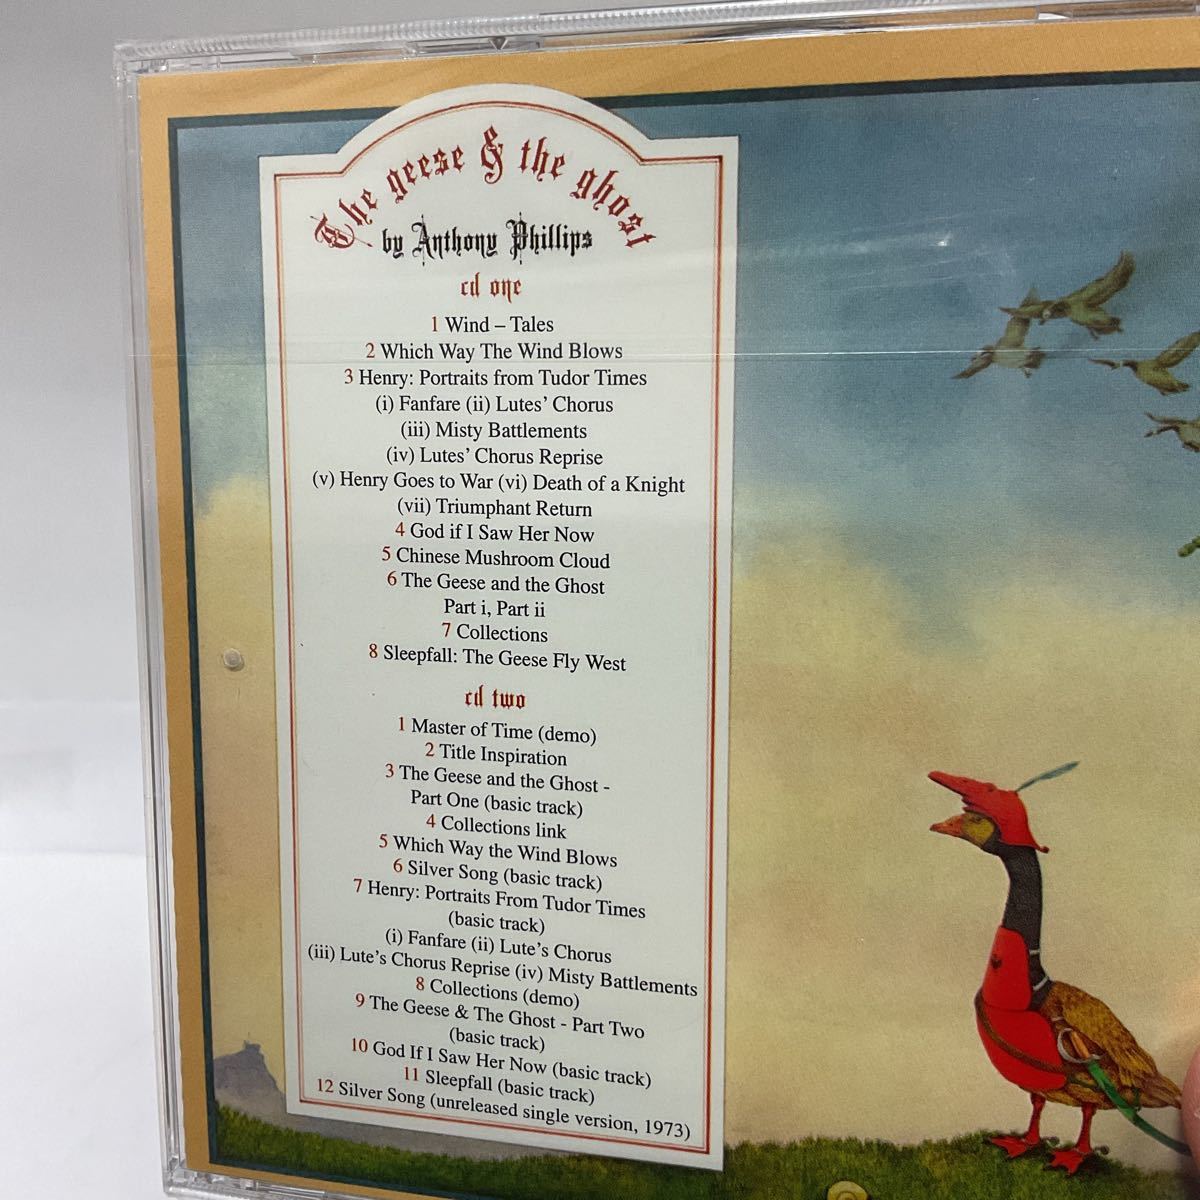 The geese & the ghost
by Anthony Phillips
cd one
1 Wind – Tales
2 Which Way The Wind Blows
3 Henry: Portraits from Tudor Times
(i) Fanfare (ii) Lutes’ Chorus
(iii) Misty Battlements
(iv) Lutes’ Chorus Reprise
(v) Henry Goes to War (vi) Death of a Knight
(vii) Triumphant Return
4 God if I Saw Her Now
5 Chinese Mushroom Cloud
6 The Geese and the Ghost
Part i, Part ii
7 Collections
8 Sleepfall: The Geese Fly West
cd two
1 Master of Time (demo)
2 Title Inspiration
3 The Geese and the Ghost -
Part One (basic track)
4 Collections link
5 Which Way the Wind Blows
6 Silver Song (basic track)
7 Henry: Portraits From Tudor Times
(basic track)
(i) Fanfare (ii) Lute’s Chorus
(iii) Lute’s Chorus Reprise (iv) Misty Battlements
8 Collections (demo)
9 The Geese & The Ghost - Part Two
(basic track)
10 God If I Saw Her Now (basic track)
11 Sleepfall (basic track)
12 Silver Song (unreleased single version, 1973)